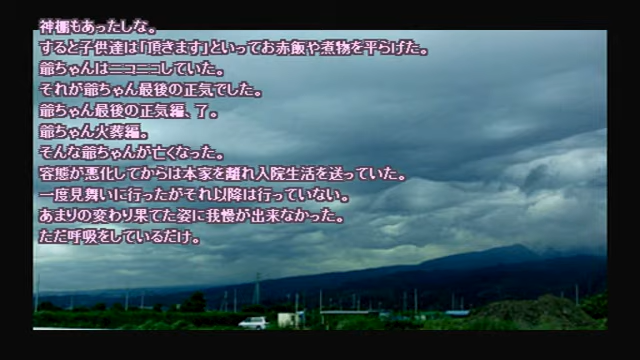 神棚もあったしな。
すると子供達は「頂きます」といってお赤飯や煮物を平らげた。
爺ちゃんはニコニコしていた。
それが爺ちゃん最後の正気でした。
爺ちゃん最後の正気編、了。
爺ちゃん火葬編。
そんな爺ちゃんが亡くなった。
容態が悪化してからは本家を離れ入院生活を送っていた。
一度見舞いに行ったがそれ以降は行っていない。
あまりの変わり果てた姿に我慢が出来なかった。
ただ呼吸をしているだけ。